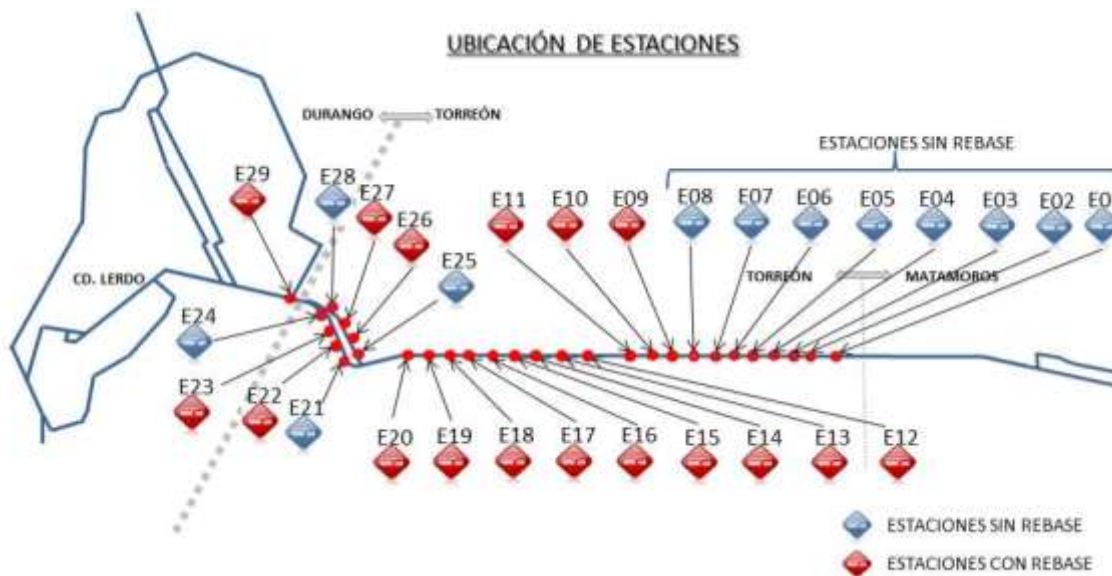 UBICACIÓN DE ESTACIONES
DURANGO
TORREÓN
ESTACIONES SIN REBASE
E29
E28
E27
E26
E25
E11
E10
E09
E08
E07
E06
E05
E04
E03
E02
E0
CD. LERDO
TORREÓN
MATAMOROS
E24
E23
E22
E21
E20
E19
E18
E17
E16
E15
E14
E13
E12
ESTACIONES SIN REBASE
ESTACIONES CON REBASE